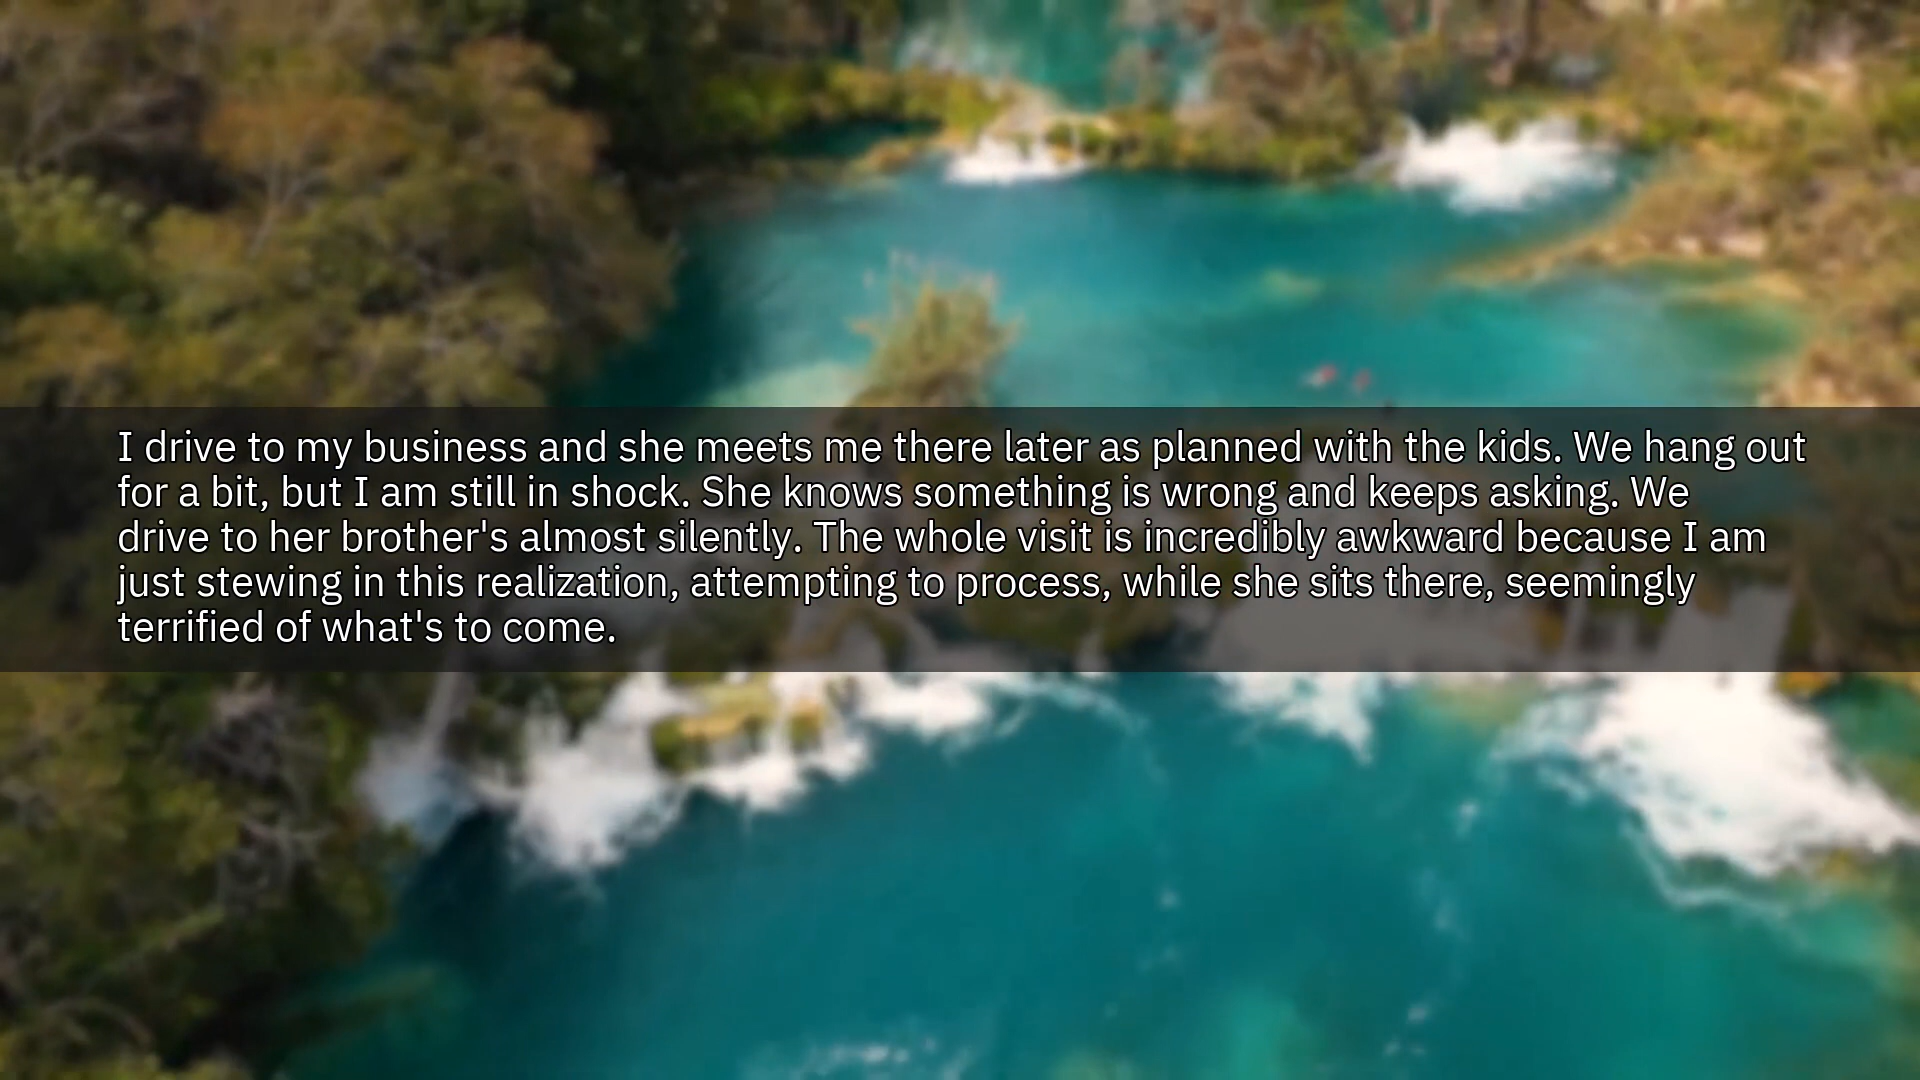 I drive to my business and she meets me there later as planned with the kids. We hang out
for a bit, but I am still in shock. She knows something is wrong and keeps asking. We
drive to her brother's almost silently. The whole visit is incredibly awkward because I am
just stewing in this realization, attempting to process, while she sits there, seemingly
terrified of what's to come.